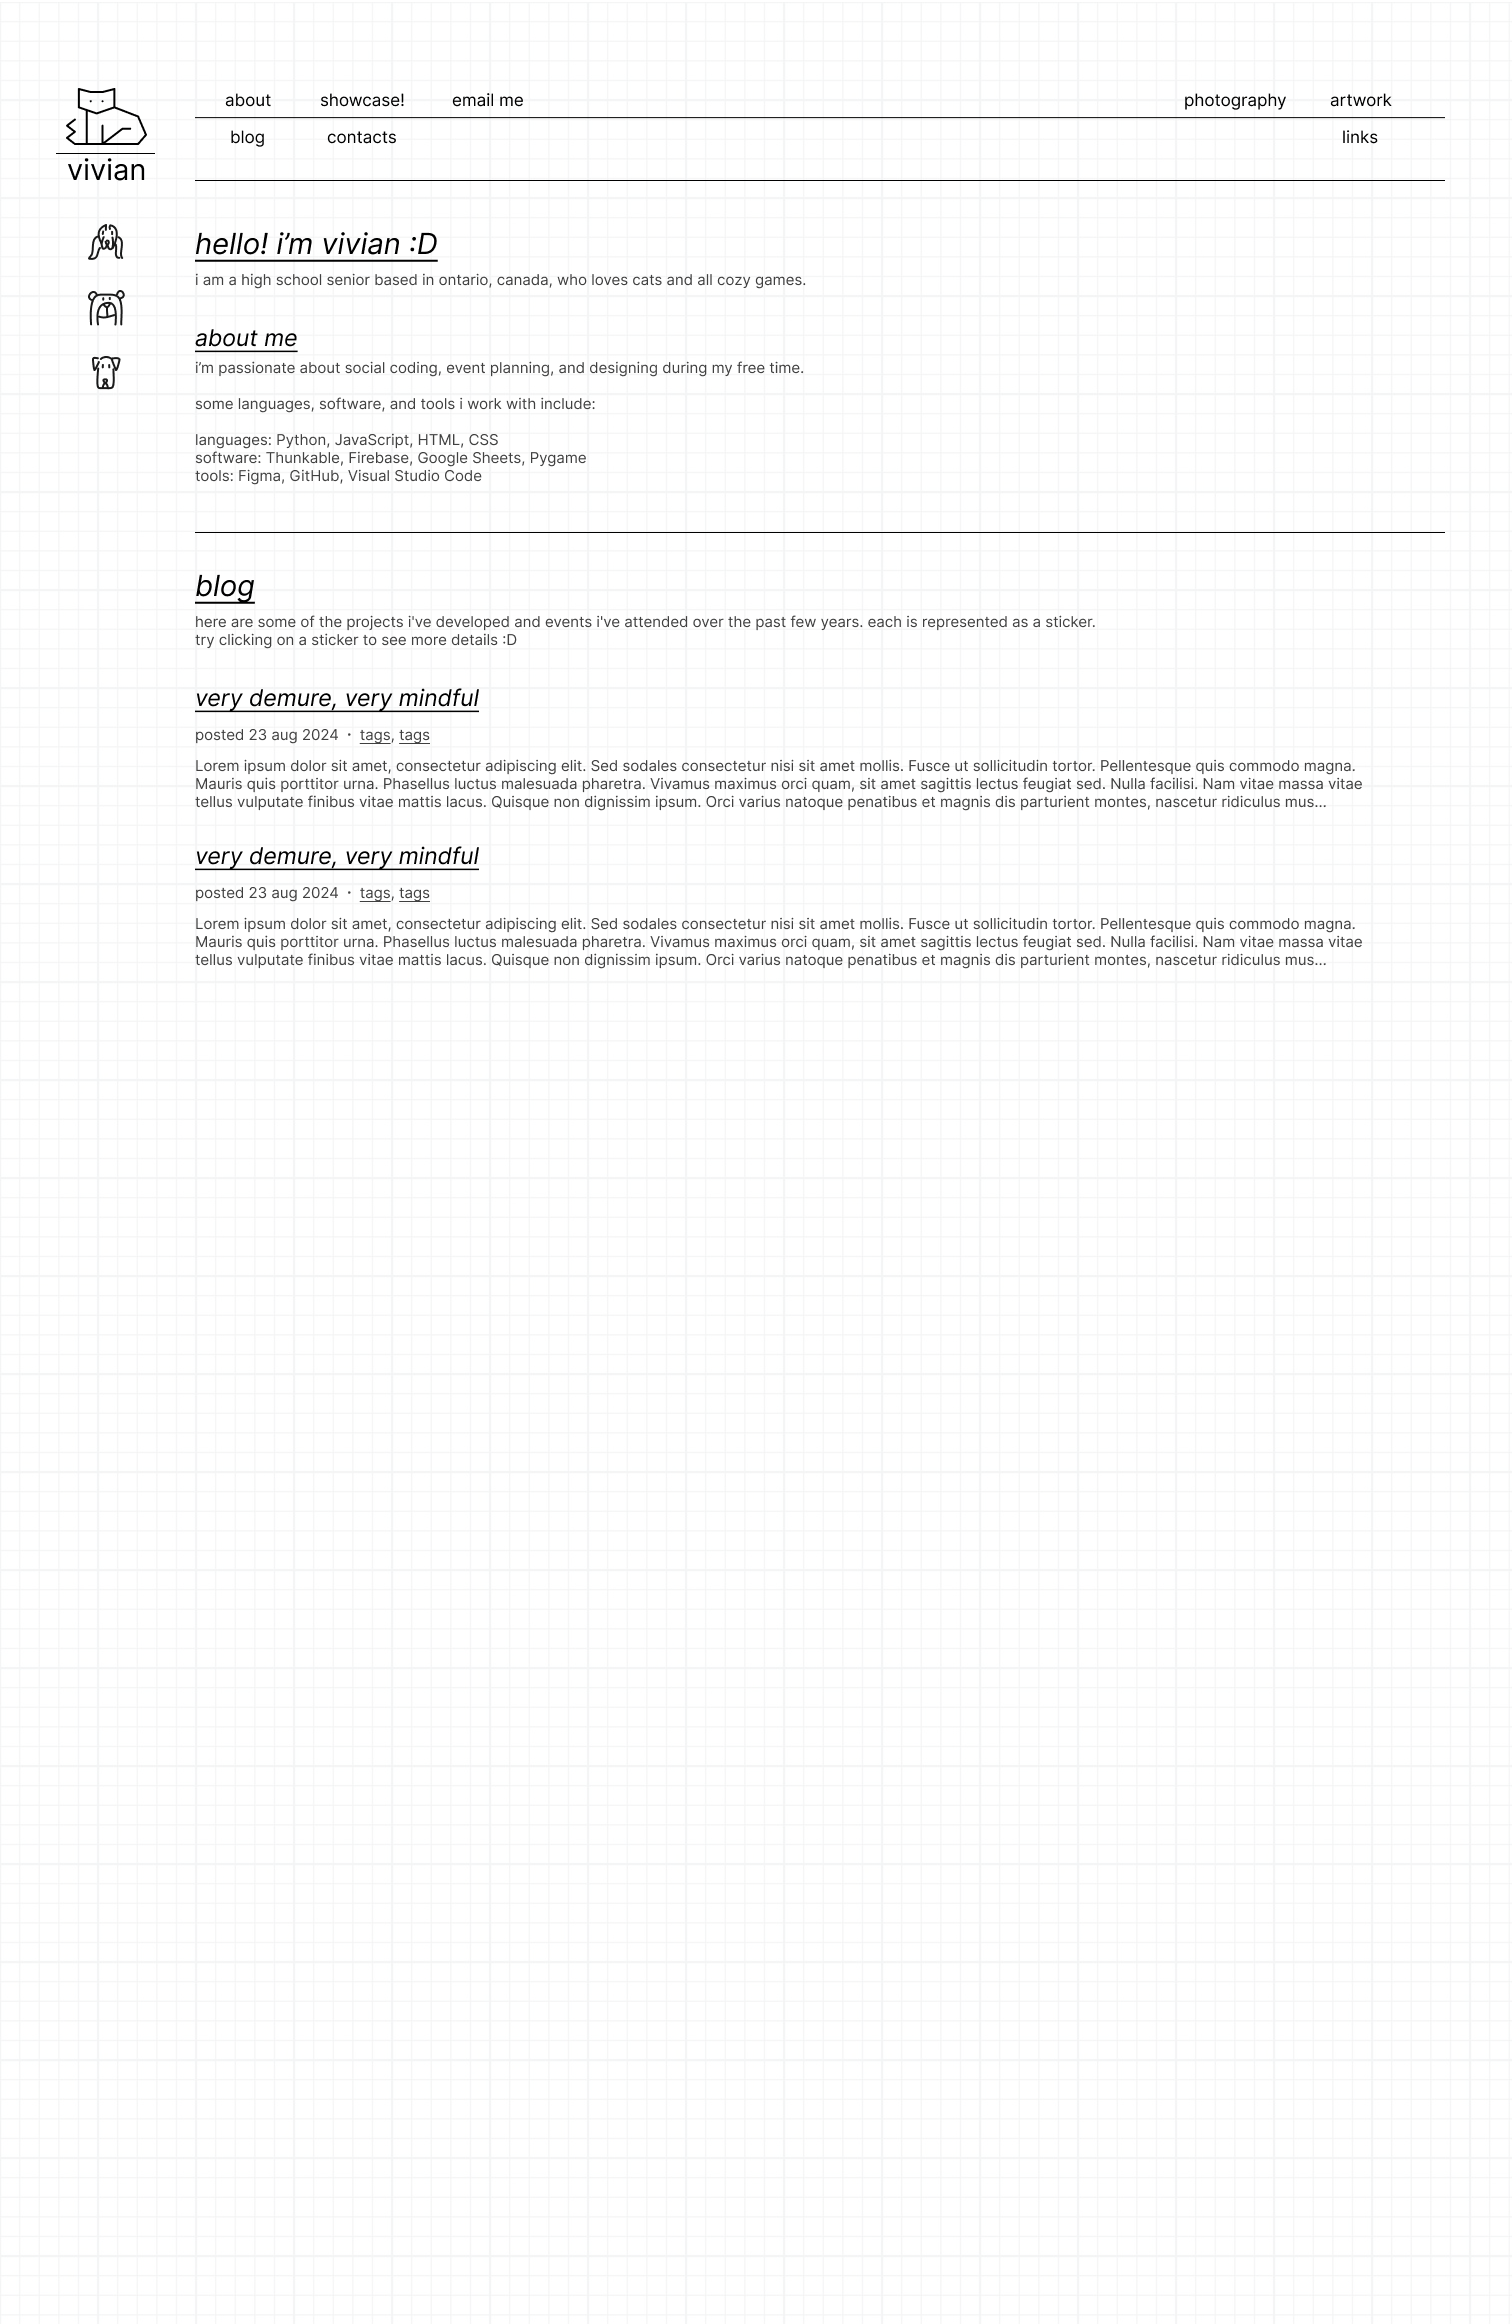 about showcase! email me photography artwork
blog contacts links
vivian
hello! i’m vivian :D
i am a high school senior based in ontario, canada, who loves cats and all cozy games.
about me
i’m passionate about social coding, event planning, and designing during my free time.
some languages, software, and tools i work with include:
languages: Python, JavaScript, HTML, CSS
software: Thunkable, Firebase, Google Sheets, Pygame
tools: Figma, GitHub, Visual Studio Code
blog
here are some of the projects i've developed and events i've attended over the past few years. each is represented as a sticker.
try clicking on a sticker to see more details :D
very demure, very mindful
posted 23 aug 2024 · tags, tags
Lorem ipsum dolor sit amet, consectetur adipiscing elit. Sed sodales consectetur nisi sit amet mollis. Fusce ut sollicitudin tortor. Pellentesque quis commodo magna.
Mauris quis porttitor urna. Phasellus luctus malesuada pharetra. Vivamus maximus orci quam, sit amet sagittis lectus feugiat sed. Nulla facilisi. Nam vitae massa vitae
tellus vulputate finibus vitae mattis lacus. Quisque non dignissim ipsum. Orci varius natoque penatibus et magnis dis parturient montes, nascetur ridiculus mus...
very demure, very mindful
posted 23 aug 2024 · tags, tags
Lorem ipsum dolor sit amet, consectetur adipiscing elit. Sed sodales consectetur nisi sit amet mollis. Fusce ut sollicitudin tortor. Pellentesque quis commodo magna.
Mauris quis porttitor urna. Phasellus luctus malesuada pharetra. Vivamus maximus orci quam, sit amet sagittis lectus feugiat sed. Nulla facilisi. Nam vitae massa vitae
tellus vulputate finibus vitae mattis lacus. Quisque non dignissim ipsum. Orci varius natoque penatibus et magnis dis parturient montes, nascetur ridiculus mus...